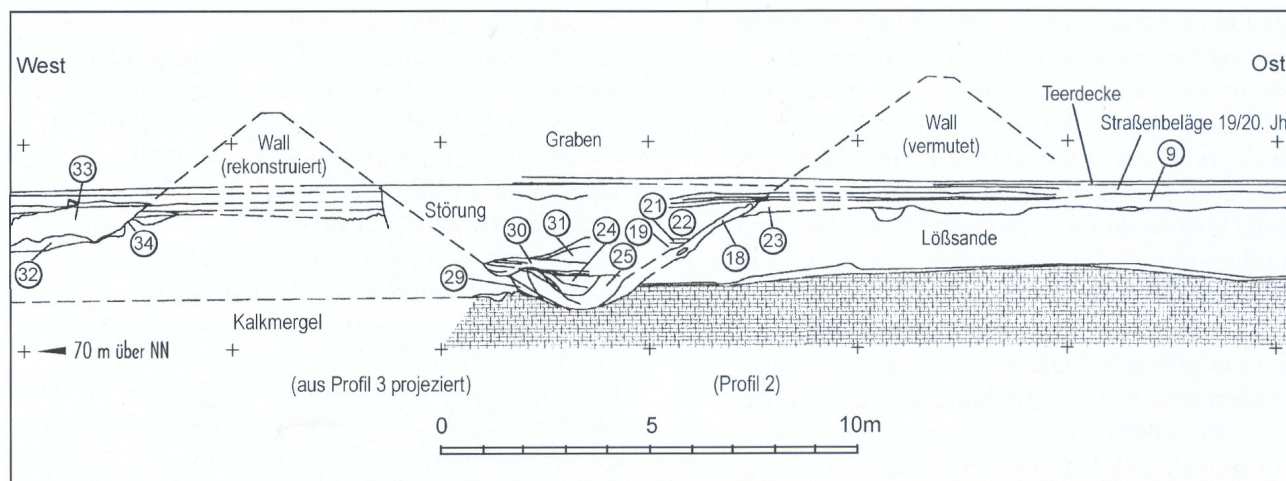 West
Ost
Teerdecke
Wall
(rekonstruiert)
Graben
Wall
(vermutet)
Straßenbeläge 19/20. Jh
9
33
Störung
21
22
24
31
19
30
25
34
18
23
Lößsande
32
29
Kalkmergel
70 m über NN
(aus Profil 3 projeziert)
(Profil 2)
0 5 10m